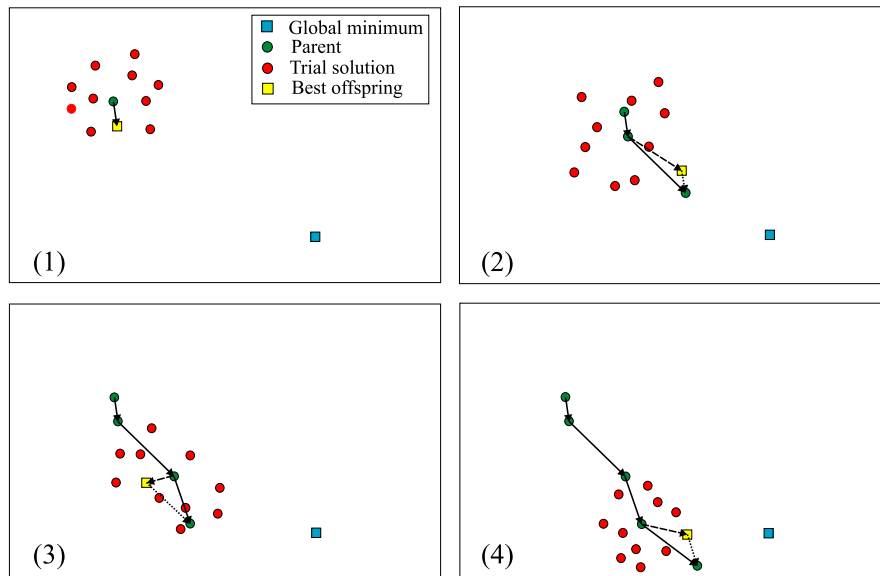 Global minimum
Parent
Trial solution
Best offspring
(1)
(2)
(3)
(4)